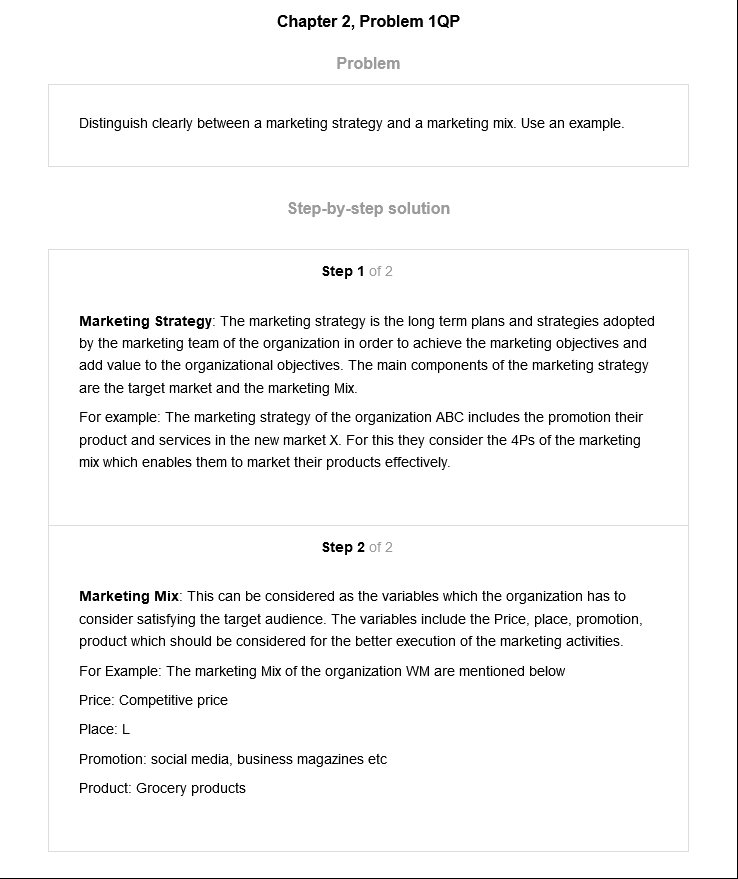 Chapter 2, Problem 1QP
Problem
Distinguish clearly between a marketing strategy and a marketing mix. Use an example.
Step-by-step solution
Step 1 of 2
Marketing Strategy: The marketing strategy is the long term plans and strategies adopted
by the marketing team of the organization in order to achieve the marketing objectives and
add value to the organizational objectives. The main components of the marketing strategy
are the target market and the marketing Mix.
For example: The marketing strategy of the organization ABC includes the promotion their
product and services in the new market X. For this they consider the 4Ps of the marketing
mix which enables them to market their products effectively.
Step 2 of 2
Marketing Mix: This can be considered as the variables which the organization has to
consider satisfying the target audience. The variables include the Price, place, promotion,
product which should be considered for the better execution of the marketing activities.
For Example: The marketing Mix of the organization WM are mentioned below
Price: Competitive price
Place: L
Promotion: social media, business magazines etc
Product: Grocery products